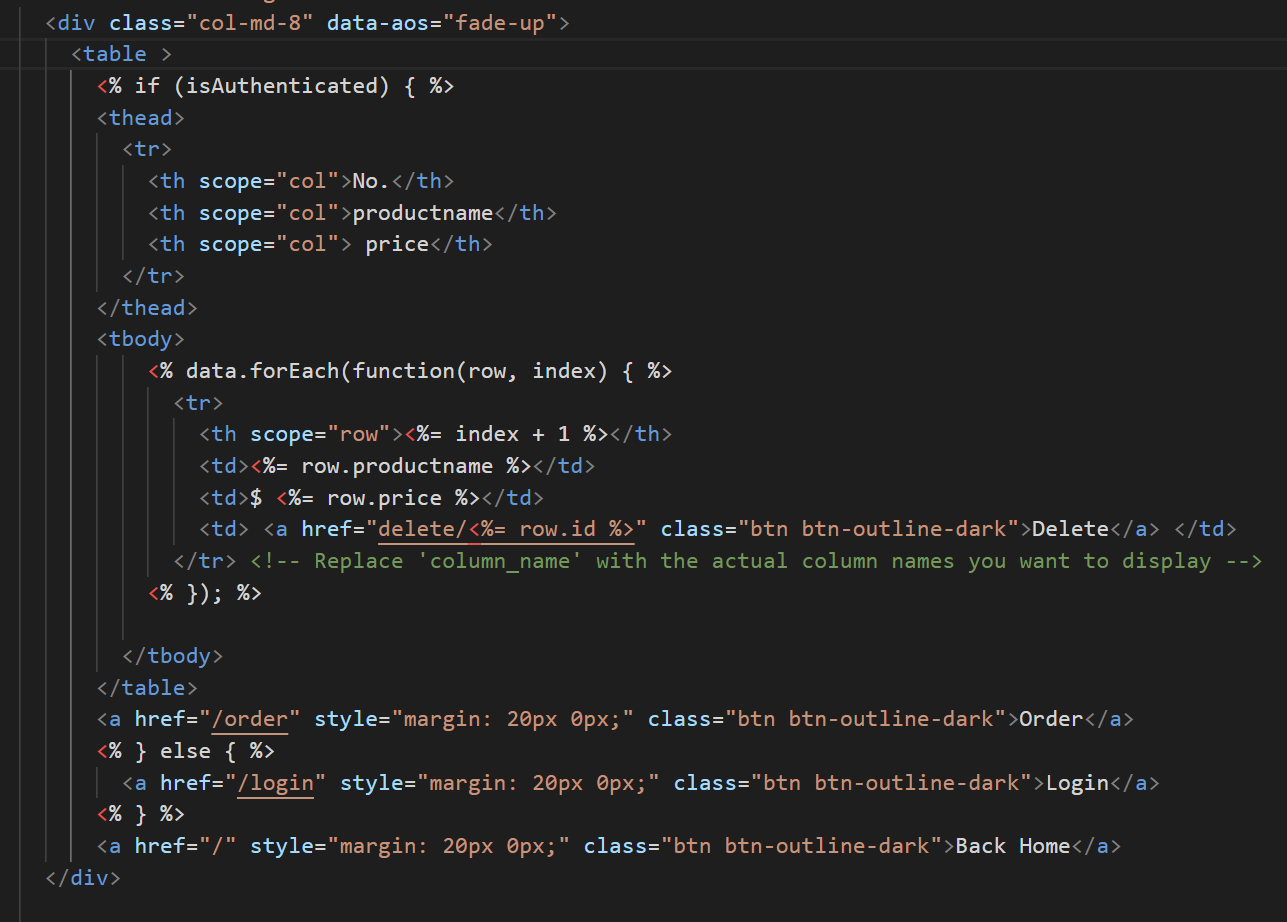 <div class="col-md-8" data-aos="fade-up">
<table >
<% if (isAuthenticated) { %>
<thead>
<tr>
<th scope="col">No.</th>
<th scope="col">productname</th>
<th scope="col"> price</th>
</tr>
</thead>
<tbody>
<% data.forEach(function(row, index) { %>
<tr>
<th scope="row"><%= index + 1 %></th>
<td><%= row.productname %></td>
<td>$ <%= row.price %></td>
<td> <a href="delete/<%= row.id %>" class="btn btn-outline-dark">Delete</a> </td>
</tr> <!-- Replace 'column_name' with the actual column names you want to display -->
<% }); %>
</tbody>
</table>
<a href="/order" style="margin: 20px 0px;" class="btn btn-outline-dark">Order</a>
<% } else { %>
<a href="/login" style="margin: 20px 0px;" class="btn btn-outline-dark">Login</a>
<% } %>
<a href="/" style="margin: 20px 0px;" class="btn btn-outline-dark">Back Home</a>
</div>